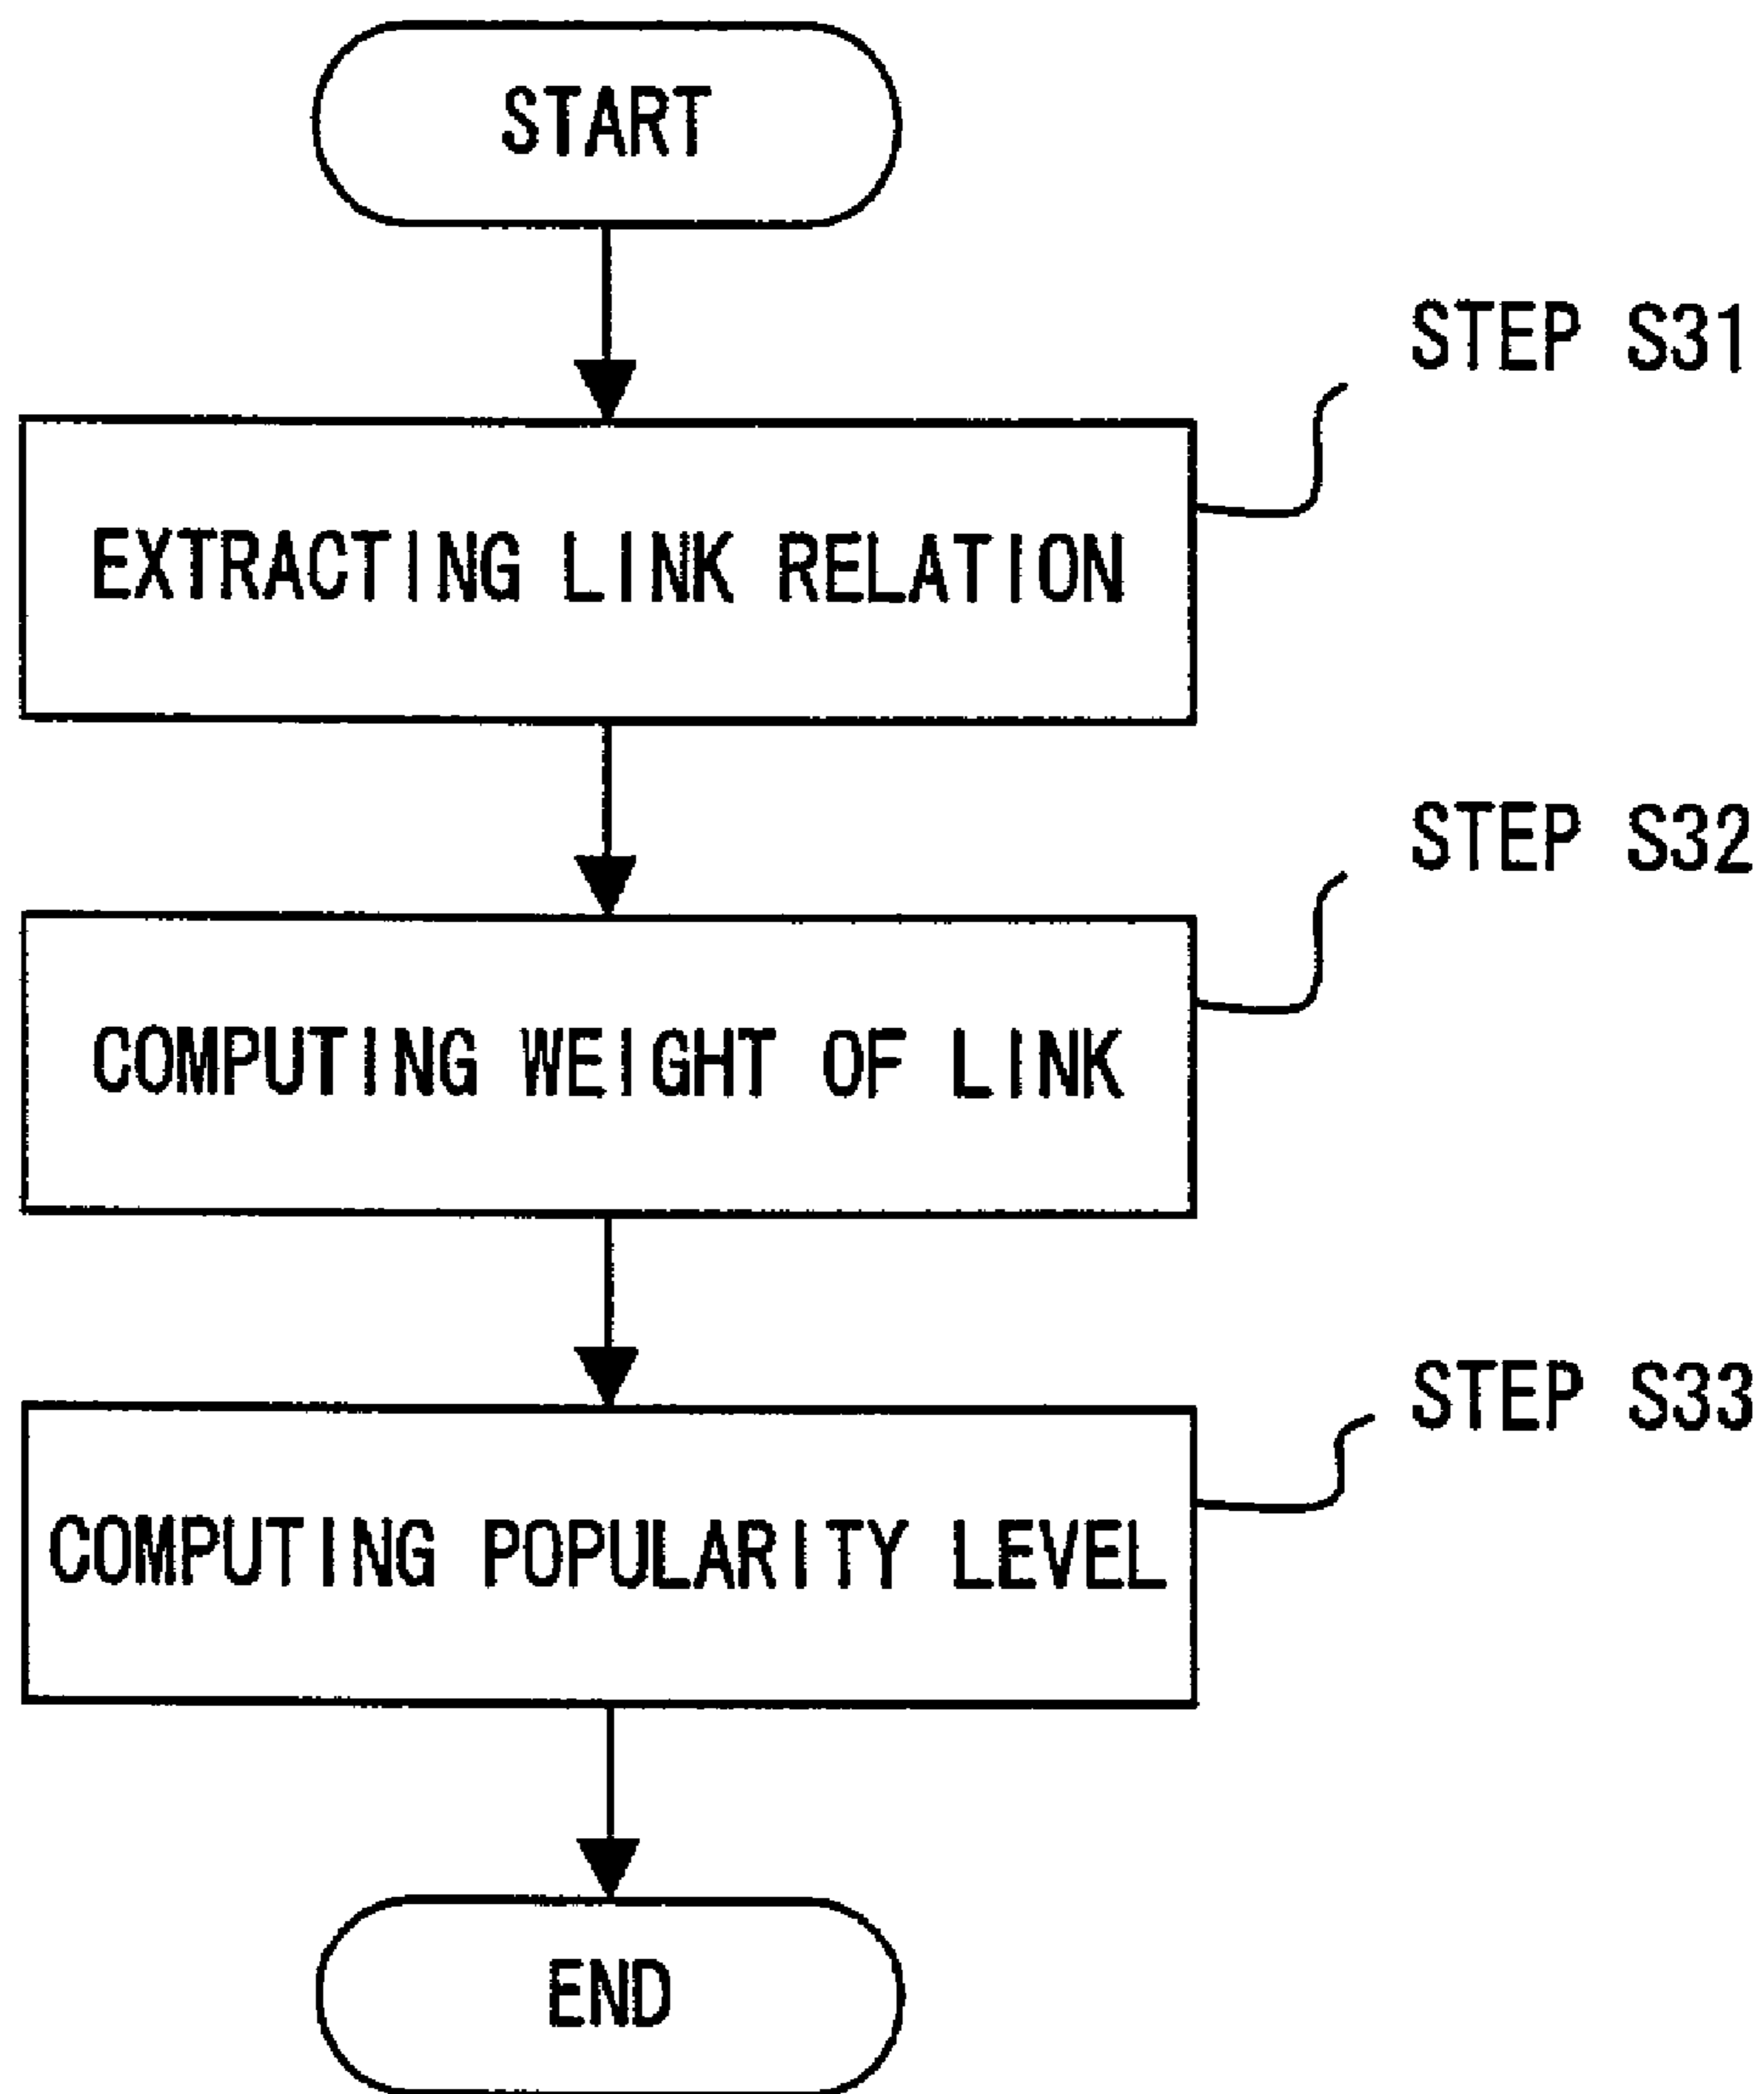 START
STEP S31
EXTRACTING LINK RELATION
STEP S32
COMPUTING WEIGHT OF LINK
STEP S33
COMPUTING POPULARITY LEVEL
END